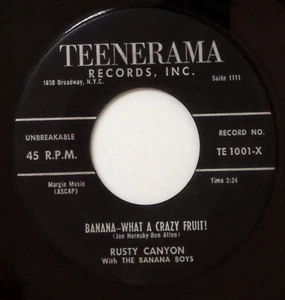 TEENERAMA
RECORDS, INC.
1650 Broadway, N.Y.C.
Suite 1111
UNBREAKABLE
45 R.P.M.
RECORD NO.
TE 1001-X
Margie Music
(ASCAP)
Time 2:24
BANANA—WHAT A CRAZY FRUIT!
(Jon Hornsby-Ben Allen)
RUSTY CANYON
With THE BANANA BOYS